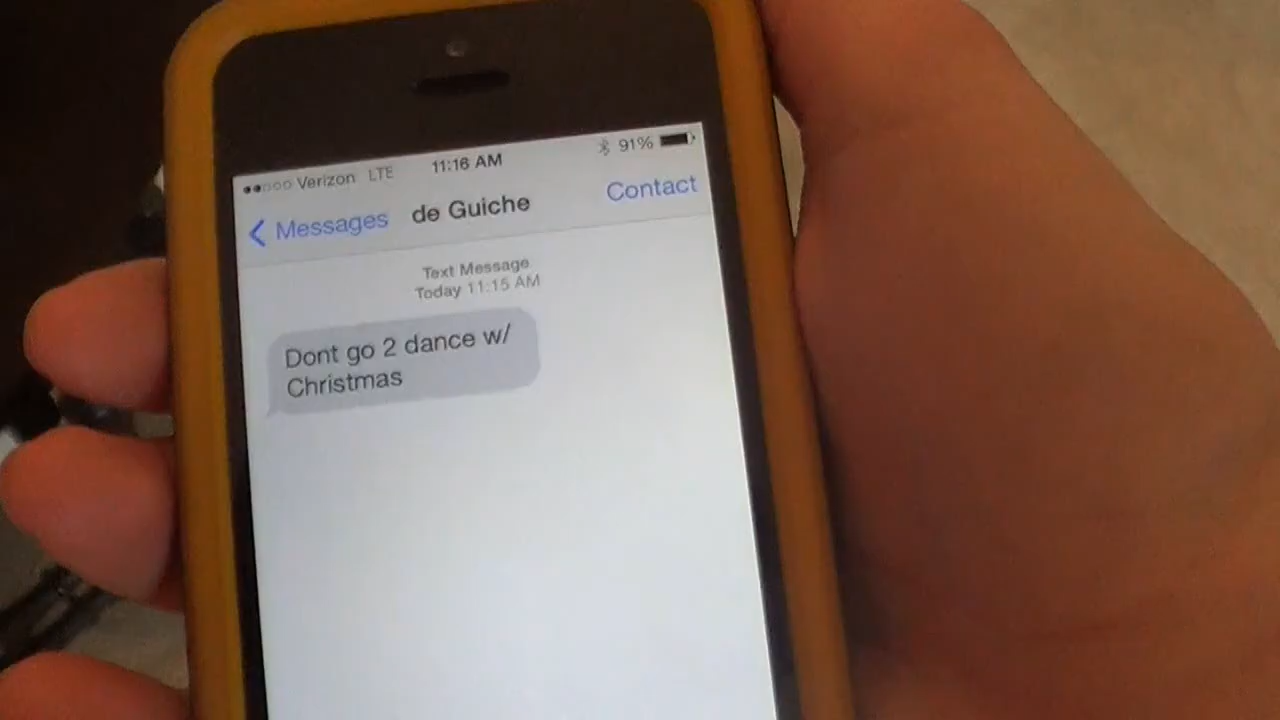 Verizon LTE 11:16 AM 91%
Messages de Guiche Contact
Text Message
Today 11:15 AM
Dont go 2 dance w/
Christmas